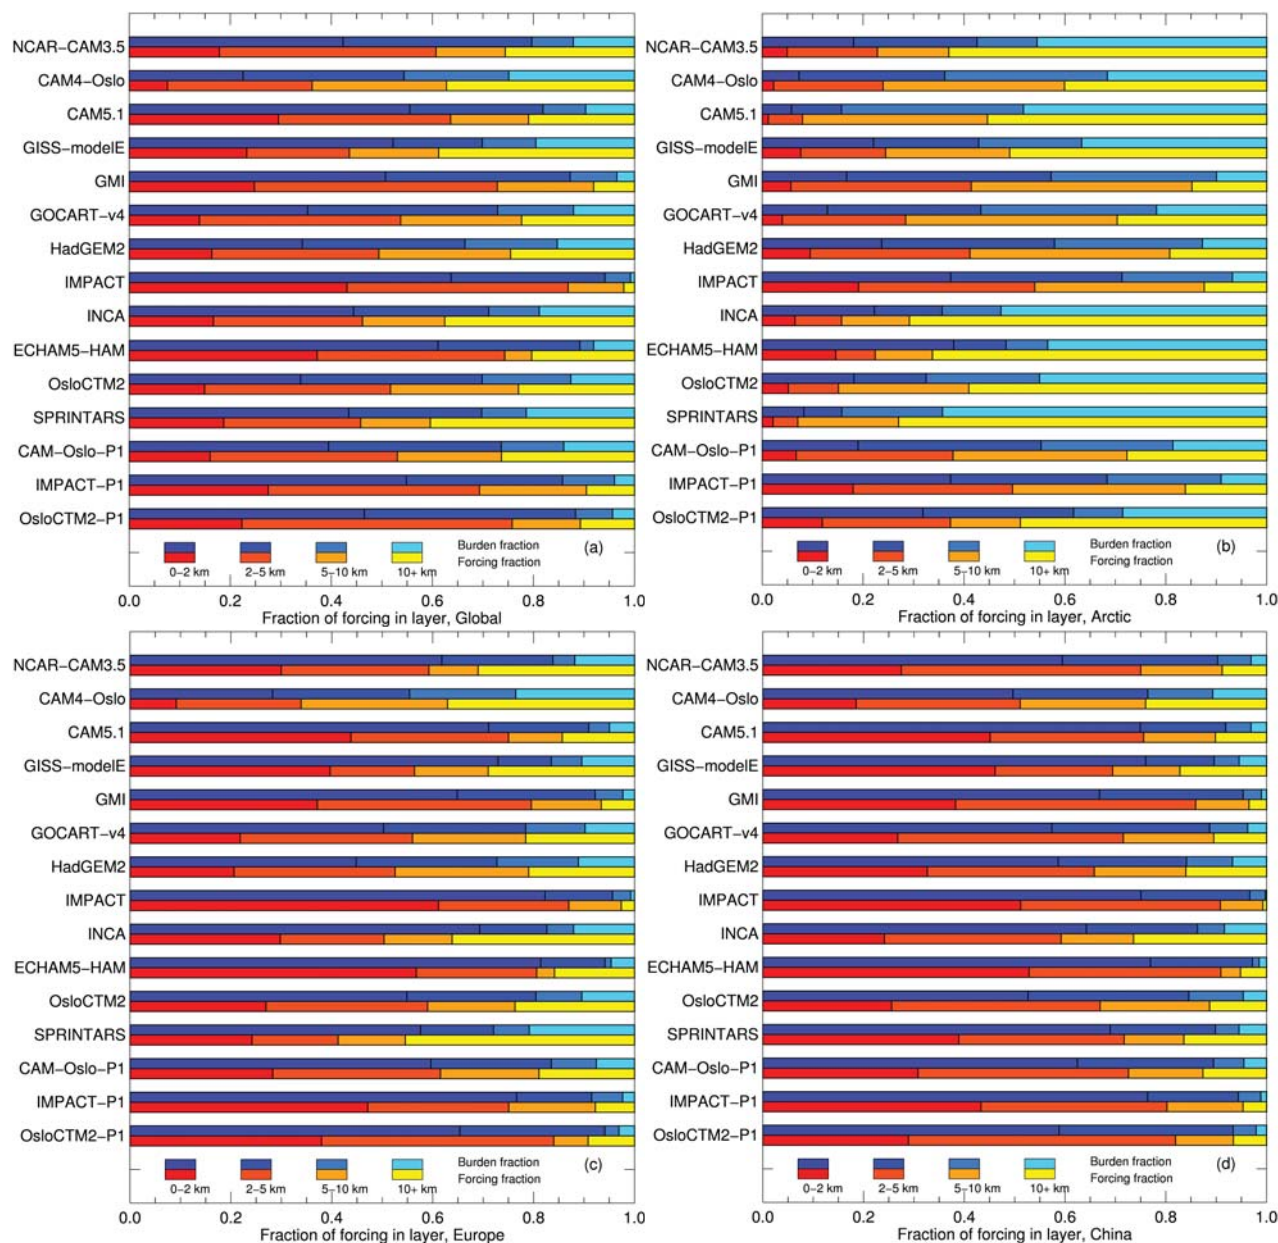 NCAR−CAM3.5
CAM4−Oslo
CAM5.1
GISS−modelE
GMI
GOCART−v4
HadGEM2
IMPACT
INCA
ECHAM5−HAM
OsloCTM2
SPRINTARS
CAM−Oslo−P1
IMPACT−P1
OsloCTM2−P1
Burden fraction (a)
Forcing fraction
0−2 km 2−5 km 5−10 km 10+ km
0.0 0.2 0.4 0.6 0.8 1.0
Fraction of forcing in layer, Global
NCAR−CAM3.5
CAM4−Oslo
CAM5.1
GISS−modelE
GMI
GOCART−v4
HadGEM2
IMPACT
INCA
ECHAM5−HAM
OsloCTM2
SPRINTARS
CAM−Oslo−P1
IMPACT−P1
OsloCTM2−P1
Burden fraction (b)
Forcing fraction
0−2 km 2−5 km 5−10 km 10+ km
0.0 0.2 0.4 0.6 0.8 1.0
Fraction of forcing in layer, Arctic
NCAR−CAM3.5
CAM4−Oslo
CAM5.1
GISS−modelE
GMI
GOCART−v4
HadGEM2
IMPACT
INCA
ECHAM5−HAM
OsloCTM2
SPRINTARS
CAM−Oslo−P1
IMPACT−P1
OsloCTM2−P1
Burden fraction (c)
Forcing fraction
0−2 km 2−5 km 5−10 km 10+ km
0.0 0.2 0.4 0.6 0.8 1.0
Fraction of forcing in layer, Europe
NCAR−CAM3.5
CAM4−Oslo
CAM5.1
GISS−modelE
GMI
GOCART−v4
HadGEM2
IMPACT
INCA
ECHAM5−HAM
OsloCTM2
SPRINTARS
CAM−Oslo−P1
IMPACT−P1
OsloCTM2−P1
Burden fraction (d)
Forcing fraction
0−2 km 2−5 km 5−10 km 10+ km
0.0 0.2 0.4 0.6 0.8 1.0
Fraction of forcing in layer, China